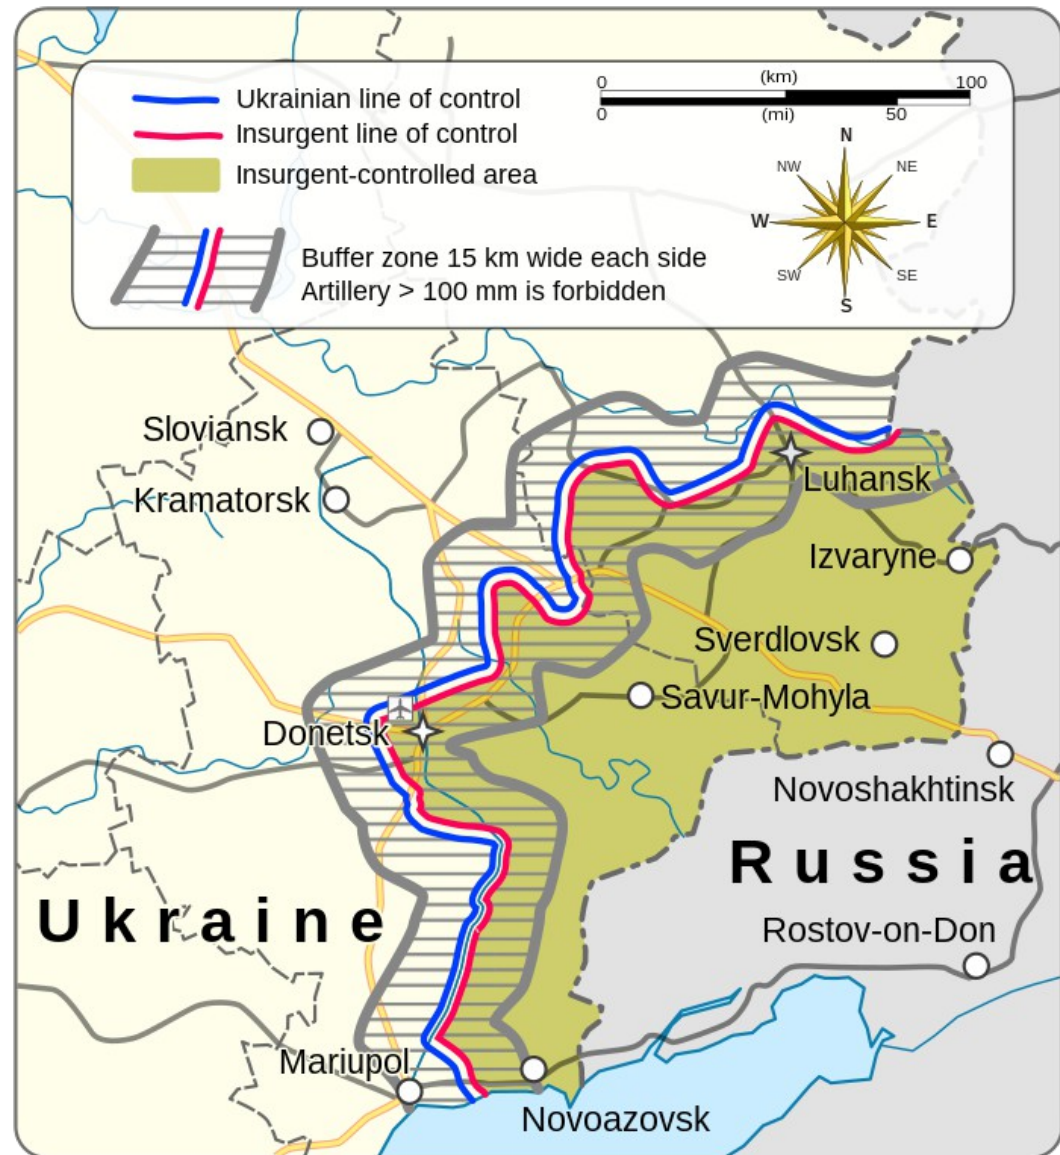 Ukrainian line of control
Insurgent line of control
Insurgent-controlled area
Buffer zone 15 km wide each side
Artillery > 100 mm is forbidden
0 (km) 100
0 (mi) 50
N
NW NE
W E
SW SE
S
Sloviansk
Kramatorsk
Luhansk
Izvaryne
Sverdlovsk
Savur-Mohyla
Donetsk
Novoshakhtinsk
Russia
Ukraine
Rostov-on-Don
Mariupol
Novoazovsk